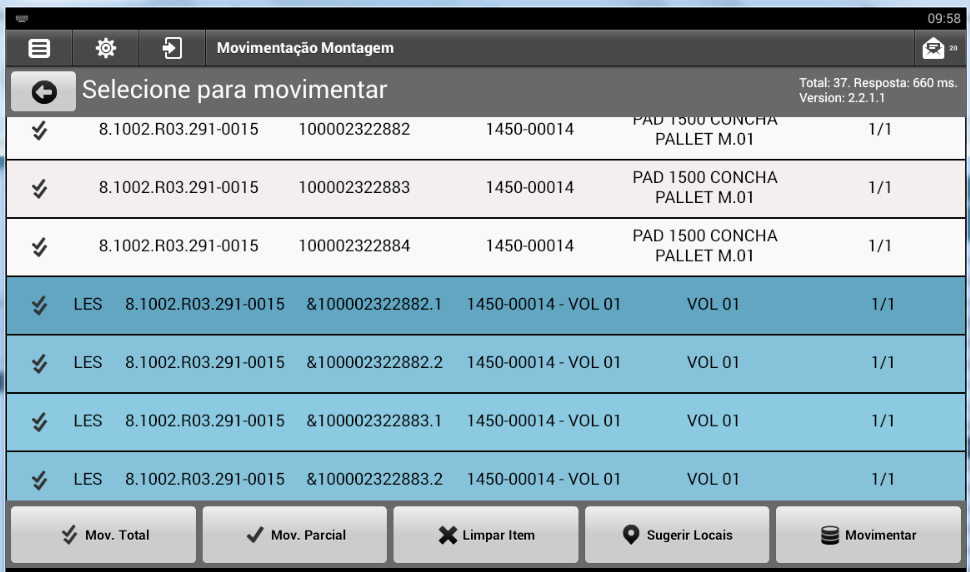 09:58
Movimentação Montagem
20
Selecione para movimentar
Total: 37. Resposta: 660 ms.
Version: 2.2.1.1
8.1002.R03.291-0015 100002322882 1450-00014 PAD 1500 CONCHA PALLET M.01 1/1
8.1002.R03.291-0015 100002322883 1450-00014 PAD 1500 CONCHA PALLET M.01 1/1
8.1002.R03.291-0015 100002322884 1450-00014 PAD 1500 CONCHA PALLET M.01 1/1
LES 8.1002.R03.291-0015 &100002322882.1 1450-00014 - VOL 01 VOL 01 1/1
LES 8.1002.R03.291-0015 &100002322882.2 1450-00014 - VOL 01 VOL 01 1/1
LES 8.1002.R03.291-0015 &100002322883.1 1450-00014 - VOL 01 VOL 01 1/1
LES 8.1002.R03.291-0015 &100002322883.2 1450-00014 - VOL 01 VOL 01 1/1
Mov. Total Mov. Parcial Limpar Item Sugerir Locais Movimentar